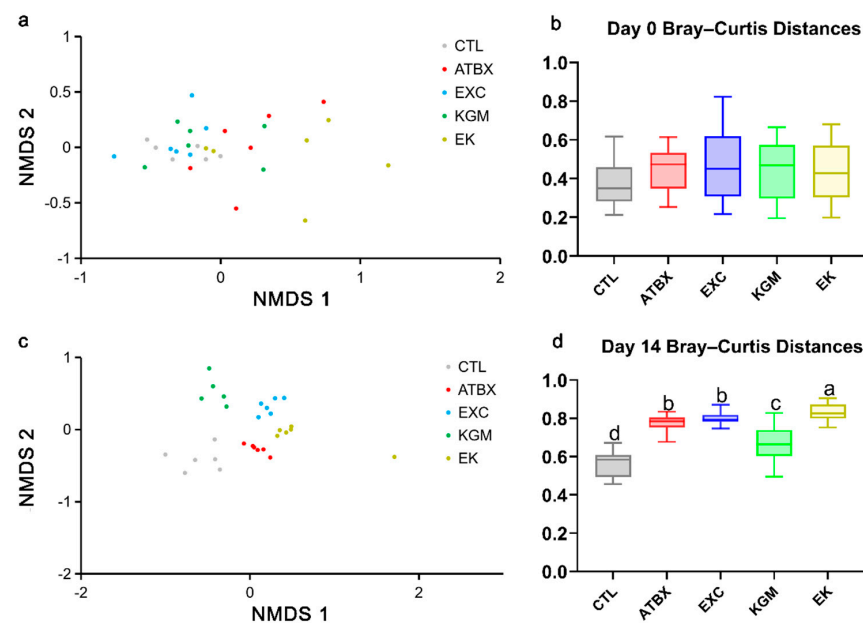 a
1
0.5
0
-0.5
-1
NMDS 2
-1
0
1
2
NMDS 1
CTL
ATBX
EXC
KGM
EK
b
Day 0 Bray–Curtis Distances
1.0
0.8
0.6
0.4
0.2
0.0
CTL
ATBX
EXC
KGM
EK
c
1
0
-1
-2
NMDS 2
-2
0
2
NMDS 1
CTL
ATBX
EXC
KGM
EK
d
Day 14 Bray–Curtis Distances
1.0
0.8
0.6
0.4
0.2
0.0
d
b
b
c
a
CTL
ATBX
EXC
KGM
EK